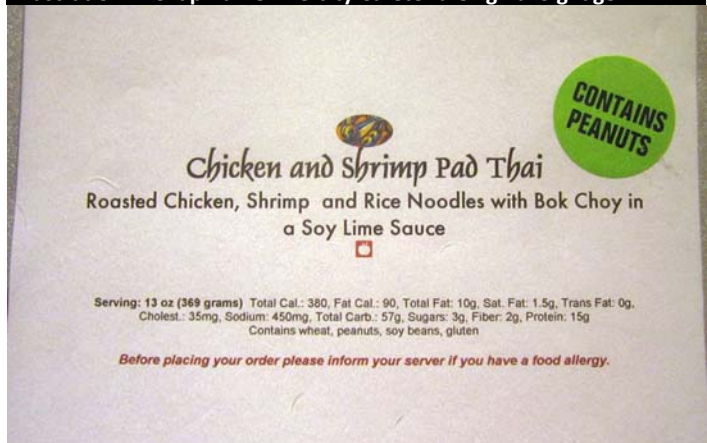 CONTAINS
PEANUTS
Chicken and Shrimp Pad Thai
Roasted Chicken, Shrimp and Rice Noodles with Bok Choy in
a Soy Lime Sauce
Serving: 13 oz (369 grams) Total Cal.: 380, Fat Cal.: 90, Total Fat: 10g, Sat. Fat: 1.5g, Trans Fat: 0g,
Cholest.: 35mg, Sodium: 450mg, Total Carb.: 57g, Sugars: 3g, Fiber: 2g, Protein: 15g
Contains wheat, peanuts, soy beans, gluten
Before placing your order please inform your server if you have a food allergy.